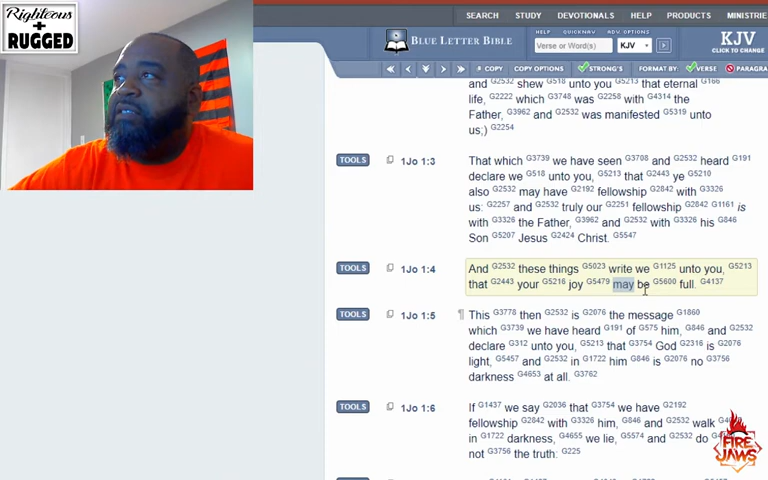 Righteous
+
RUGGED
SEARCH STUDY DEVOTIONALS HELP PRODUCTS MINISTRIE
BLUE LETTER BIBLE
HELP QUICKNAV ADV. OPTIONS
Verse or Word(s) KJV
KJV
CLICK TO CHANGE
COPY COPY OPTIONS STRONG'S FORMAT BY: VERSE PARAGRA
and G2532 shew G518 unto you G5213 that eternal G166
life, G2222 which G3748 was G2258 with G4314 the
Father, G3962 and G2532 was manifested G5319 unto
us;) G2254
TOOLS 1Jo 1:3 That which G3739 we have seen G3708 and G2532 heard G191
declare we G518 unto you, G5213 that G2443 ye G5210
also G2532 may have G2192 fellowship G2842 with G3326
us: G2257 and G2532 truly our G2251 fellowship G2842 G1161 is
with G3326 the Father, G3962 and G2532 with G3326 his G846
Son G5207 Jesus G2424 Christ. G5547
TOOLS 1Jo 1:4 And G2532 these things G5023 write we G1125 unto you, G5213
that G2443 your G5216 joy G5479 may be G5600 full. G4137
TOOLS 1Jo 1:5 ¶ This G3778 then G2532 is G2076 the message G1860
which G3739 we have heard G191 of G575 him, G846 and G2532
declare G312 unto you, G5213 that G3754 God G2316 is G2076
light, G5457 and G2532 in G1722 him G846 is G2076 no G3756
darkness G4653 at all. G3762
TOOLS 1Jo 1:6 If G1437 we say G2036 that G3754 we have G2192
fellowship G2842 with G3326 him, G846 and G2532 walk
in G1722 darkness, G4655 we lie, G5574 and G2532 do
not G3756 the truth: G225
FIRE
JAWS